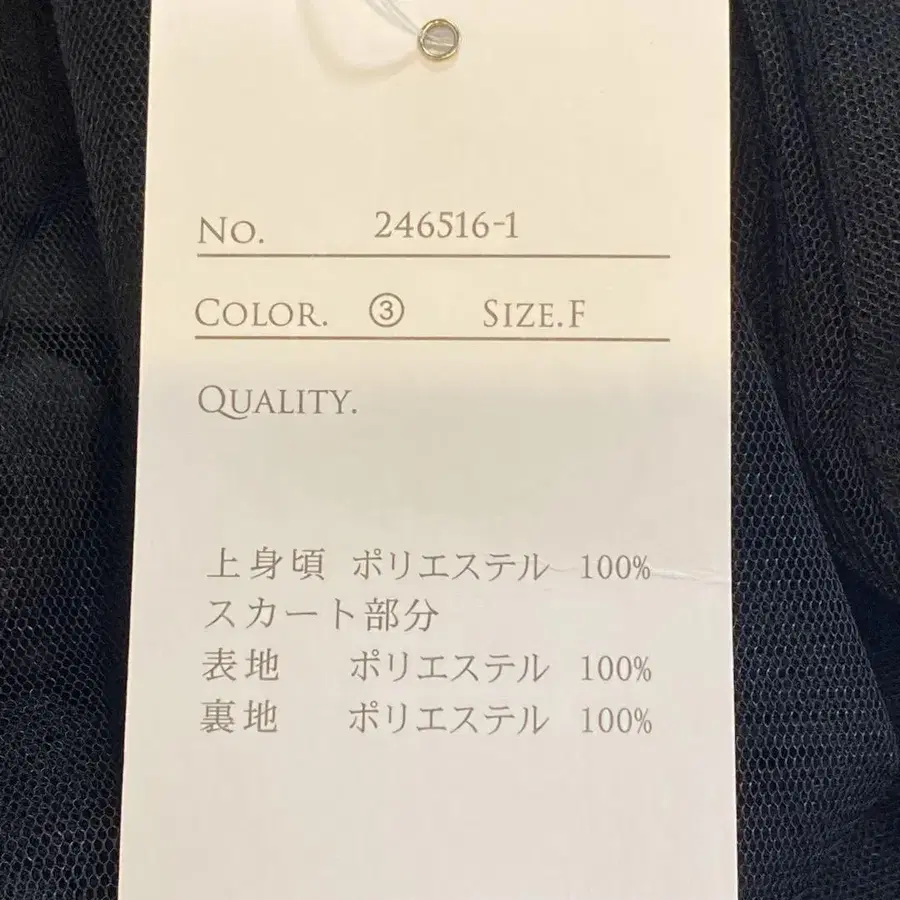 No. 246516-1
COLOR. ③ SIZE.F
QUALITY.
上身頃 ポリエステル 100%
スカート部分
表地 ポリエステル 100%
裏地 ポリエステル 100%